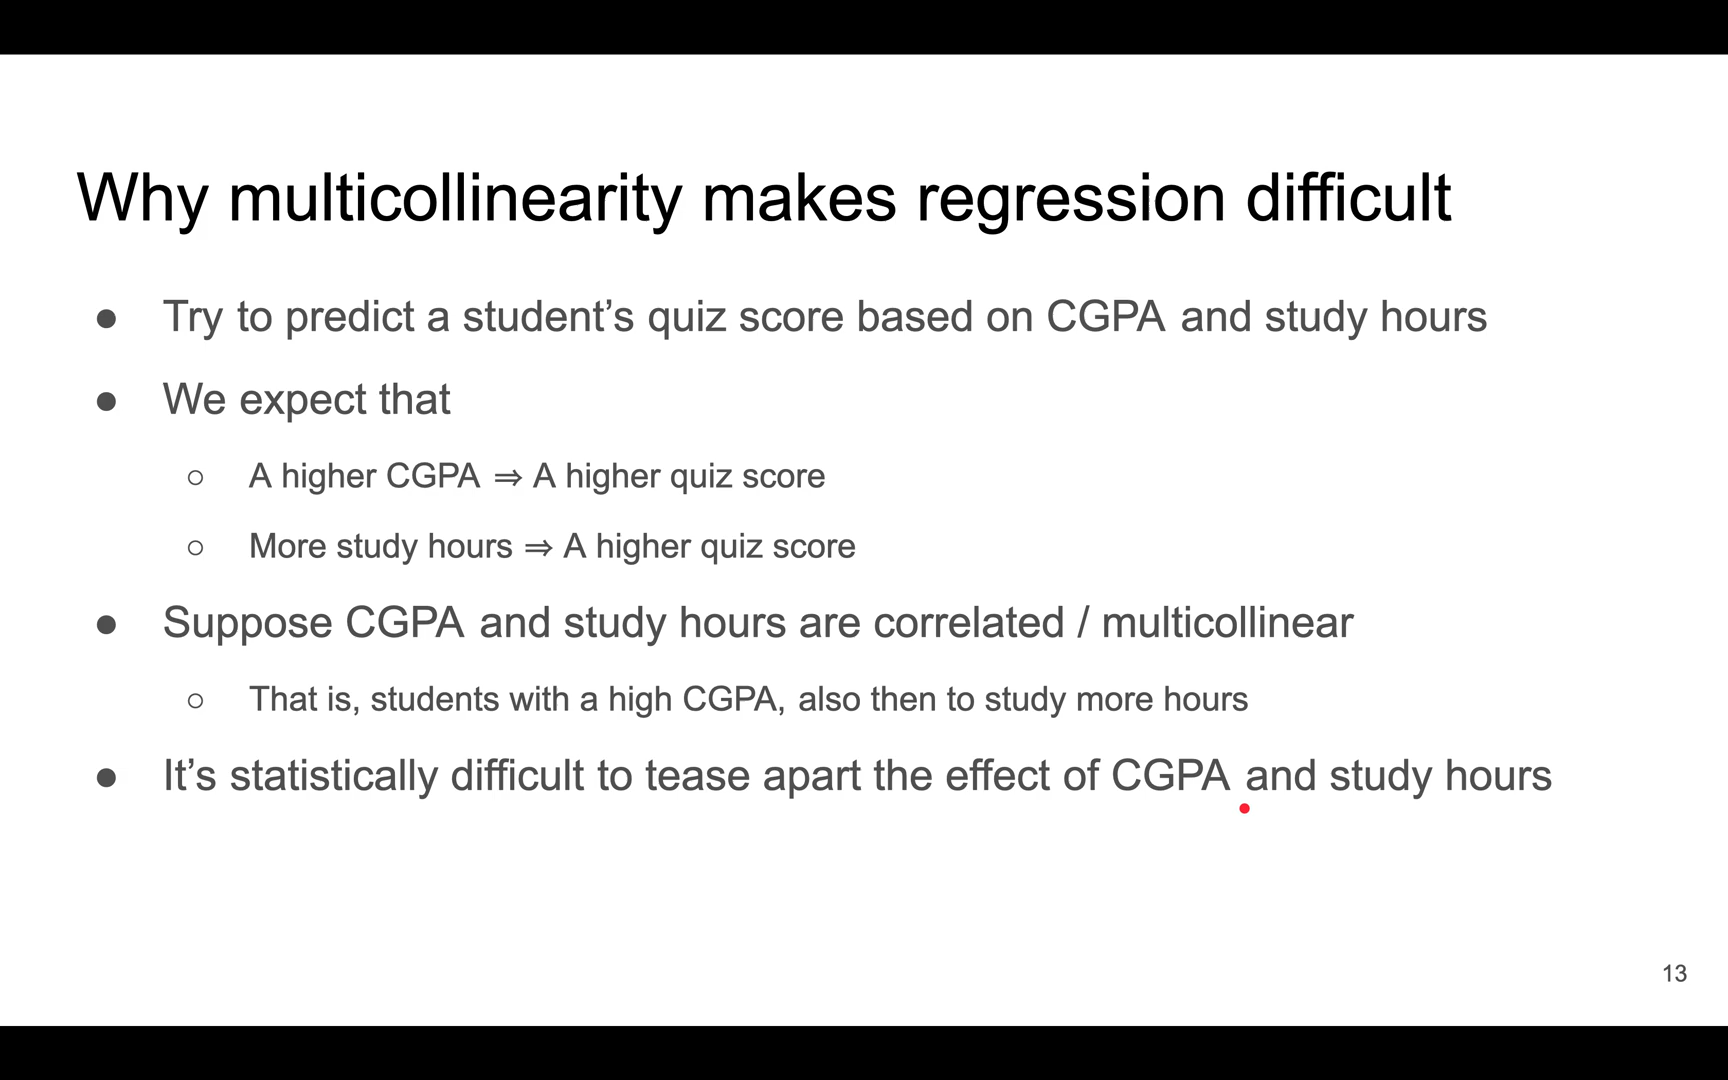 Why multicollinearity makes regression difficult
● Try to predict a student’s quiz score based on CGPA and study hours
● We expect that
○ A higher CGPA ⇒ A higher quiz score
○ More study hours ⇒ A higher quiz score
● Suppose CGPA and study hours are correlated / multicollinear
○ That is, students with a high CGPA, also then to study more hours
● It’s statistically difficult to tease apart the effect of CGPA and study hours
13